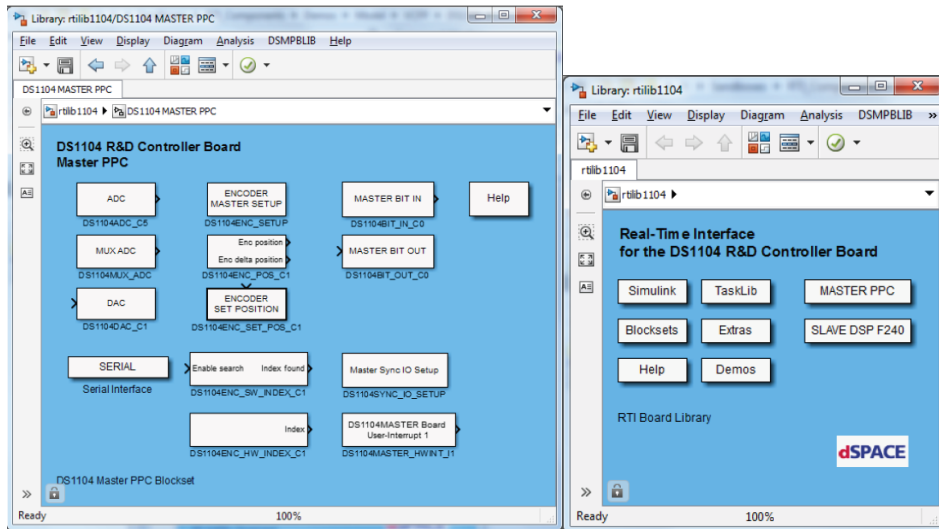 Library: rtilib1104/DS1104 MASTER PPC
File Edit View Display Diagram Analysis DSMPBLIB Help
DS1104 MASTER PPC
rtilib1104 DS1104 MASTER PPC
DS1104 R&D Controller Board
Master PPC
ADC
DS1104ADC_C5
ENCODER
MASTER SETUP
DS1104ENC_SETUP
MASTER BIT IN
DS1104BIT_IN_C0
Help
MUX ADC
DS1104MUX_ADC
Enc position
Enc delta position
DS1104ENC_POS_C1
MASTER BIT OUT
DS1104BIT_OUT_C0
DAC
DS1104DAC_C1
ENCODER
SET POSITION
DS1104ENC_SET_POS_C1
SERIAL
Serial Interface
Enable search Index found
DS1104ENC_SW_INDEX_C1
Master Sync IO Setup
DS1104SYNC_IO_SETUP
Index
DS1104ENC_HW_INDEX_C1
DS1104MASTER Board
User-Interrupt 1
DS1104MASTER_HWINT_I1
DS1104 Master PPC Blockset
Ready 100%
Library: rtilib1104
File Edit View Display Diagram Analysis DSMPBLIB »
rtilib1104
rtilib1104
Real-Time Interface
for the DS1104 R&D Controller Board
Simulink TaskLib MASTER PPC
Blocksets Extras SLAVE DSP F240
Help Demos
RTI Board Library
dSPACE
Ready 100%